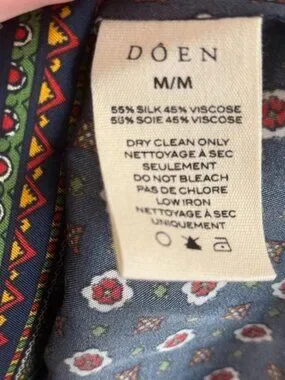 DÔEN
M/M
55% SILK 45% VISCOSE
55% SOIE 45% VISCOSE
DRY CLEAN ONLY
NETTOYAGE À SEC
SEULEMENT
DO NOT BLEACH
PAS DE CHLORE
LOW IRON
NETTOYAGE À SEC
UNIQUEMENT